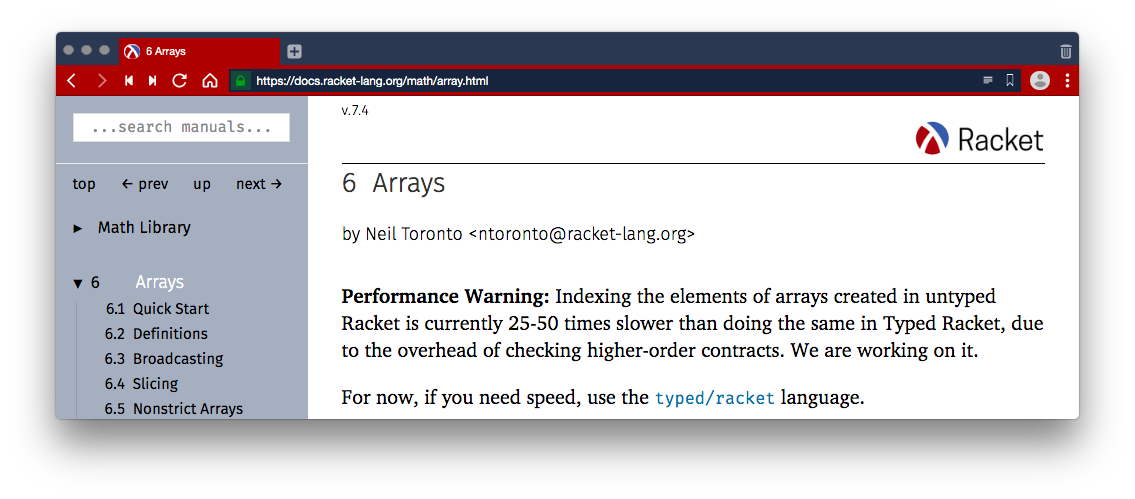 6 Arrays
https://docs.racket-lang.org/math/array.html
...search manuals...
top ← prev up next →
► Math Library
▼ 6 Arrays
6.1 Quick Start
6.2 Definitions
6.3 Broadcasting
6.4 Slicing
6.5 Nonstrict Arrays
v.7.4
Racket
6 Arrays
by Neil Toronto <ntoronto@racket-lang.org>
Performance Warning: Indexing the elements of arrays created in untyped
Racket is currently 25-50 times slower than doing the same in Typed Racket, due
to the overhead of checking higher-order contracts. We are working on it.
For now, if you need speed, use the typed/racket language.